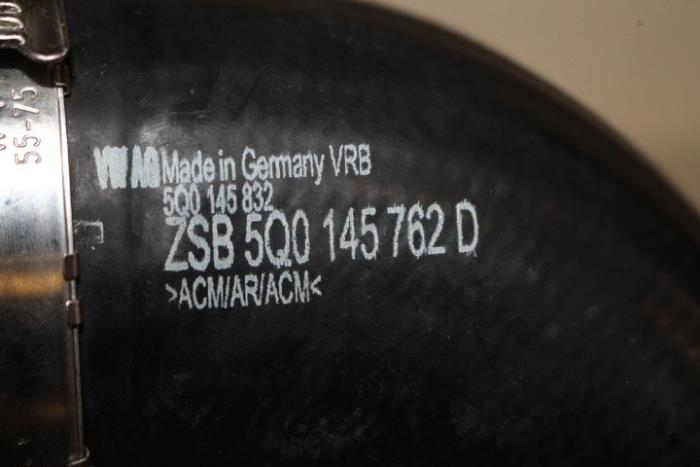 VW AG Made in Germany VRB
5Q0 145 832
ZSB 5Q0 145 762 D
>ACM/AR/ACM<
55-75